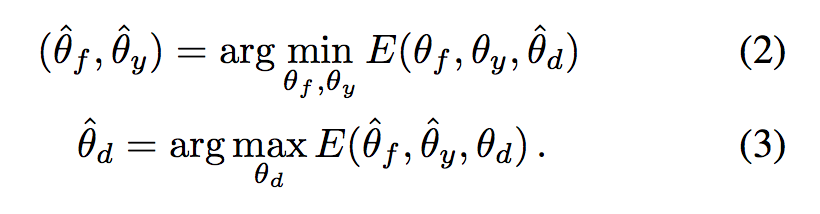 (θ̂_f, θ̂_y) = arg min_{θ_f,θ_y} E(θ_f, θ_y, θ̂_d) (2)
θ̂_d = arg max_{θ_d} E(θ̂_f, θ̂_y, θ_d) . (3)